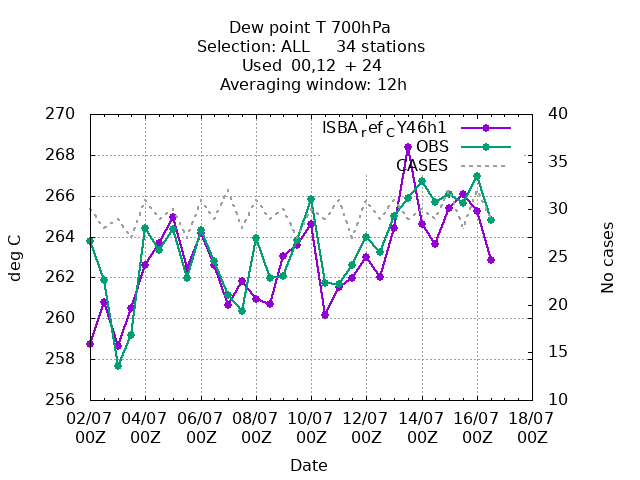 Dew point T 700hPa
Selection: ALL 34 stations
Used 00,12 + 24
Averaging window: 12h
270
268
266
264
262
260
258
256
deg C
40
35
30
25
20
15
10
No cases
ISBA_ref_CY46h1
OBS
CASES
02/07 04/07 06/07 08/07 10/07 12/07 14/07 16/07 18/07
00Z 00Z 00Z 00Z 00Z 00Z 00Z 00Z 00Z
Date